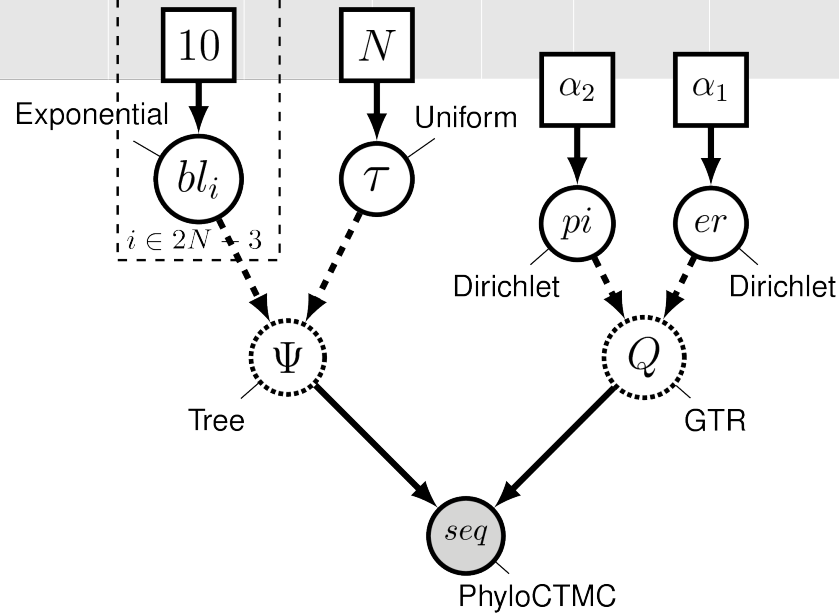 10
N
α₂
α₁
Exponential
Uniform
blᵢ
τ
pi
er
i ∈ 2N − 3
Dirichlet
Dirichlet
Ψ
Q
Tree
GTR
seq
PhyloCTMC